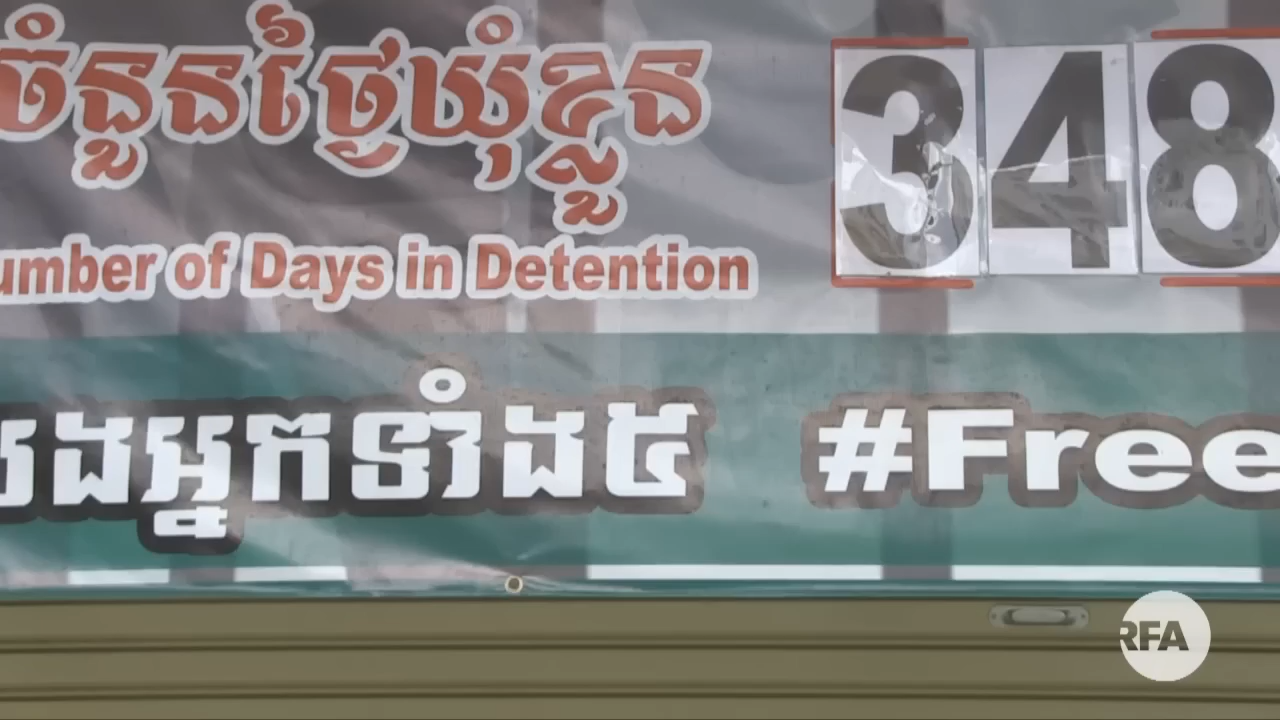 ចំនួនថ្ងៃឃុំខ្លួន 348
umber of Days in Detention
ងអ្នកទាំង៥ #Free
RFA